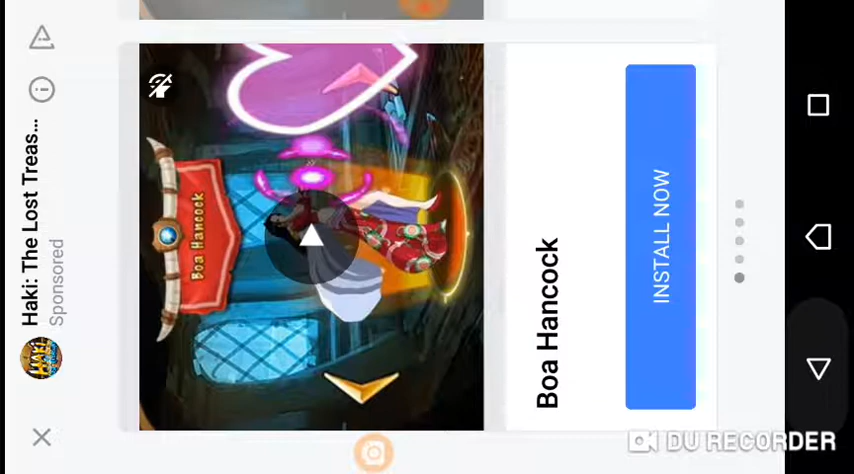 Haki: The Lost Treas...
Sponsored
Boa Hancock
Boa Hancock
INSTALL NOW
DU RECORDER